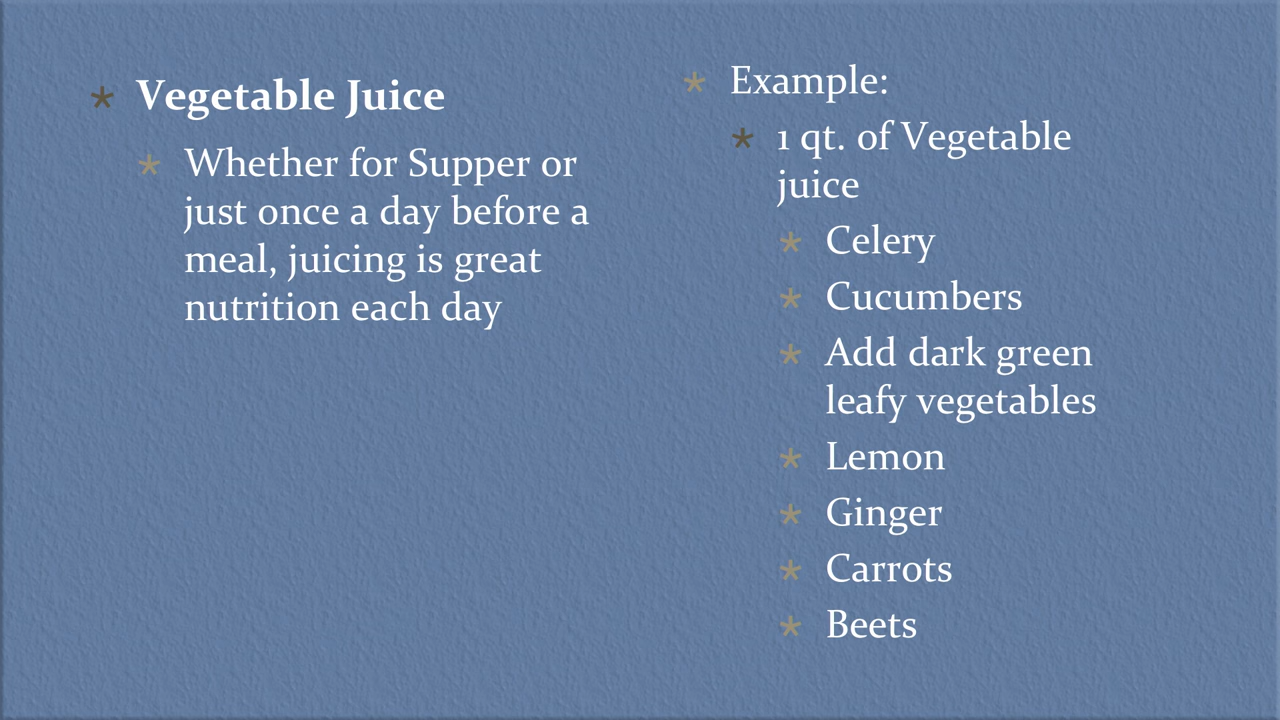 * Vegetable Juice
* Whether for Supper or
just once a day before a
meal, juicing is great
nutrition each day
* Example:
* 1 qt. of Vegetable
juice
* Celery
* Cucumbers
* Add dark green
leafy vegetables
* Lemon
* Ginger
* Carrots
* Beets